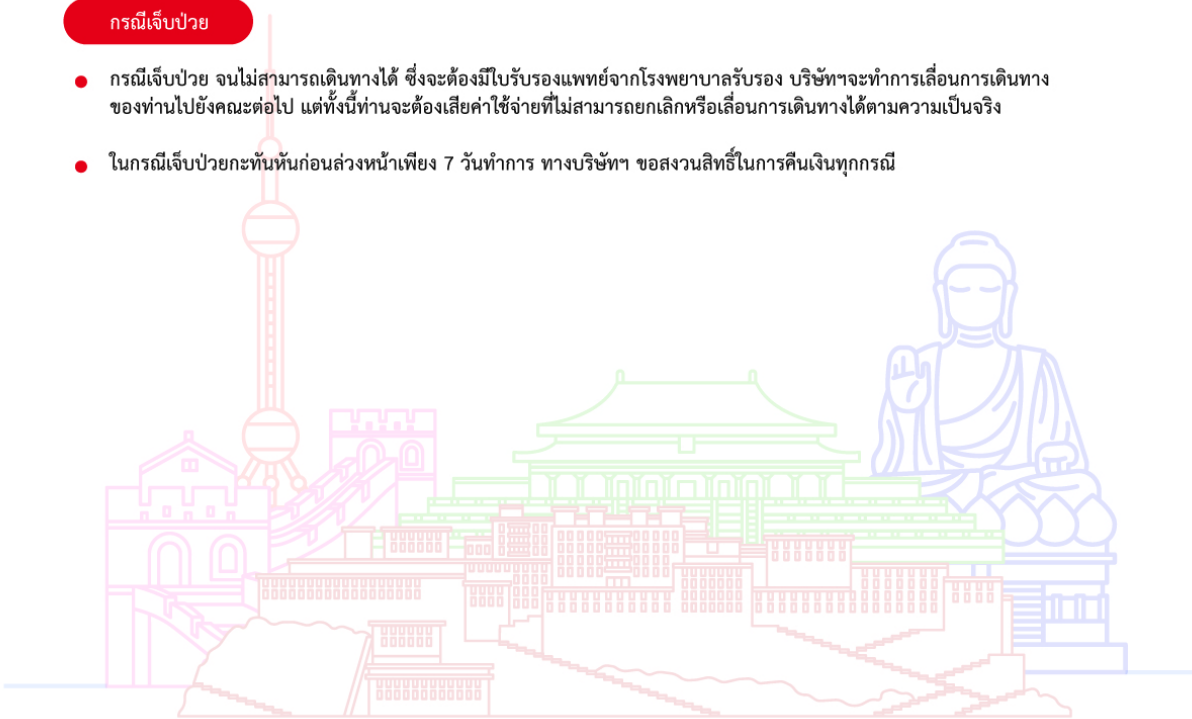 กรณีเจ็บป่วย
กรณีเจ็บป่วย จนไม่สามารถเดินทางได้ ซึ่งจะต้องมีใบรับรองแพทย์จากโรงพยาบาลรับรอง บริษัทฯจะทำการเลื่อนการเดินทาง
ของท่านไปยังคณะต่อไป แต่ทั้งนี้ท่านจะต้องเสียค่าใช้จ่ายที่ไม่สามารถยกเลิกหรือเลื่อนการเดินทางได้ตามความเป็นจริง
ในกรณีเจ็บป่วยกะทันหันก่อนล่วงหน้าเพียง 7 วันทำการ ทางบริษัทฯ ขอสงวนสิทธิ์ในการคืนเงินทุกกรณี